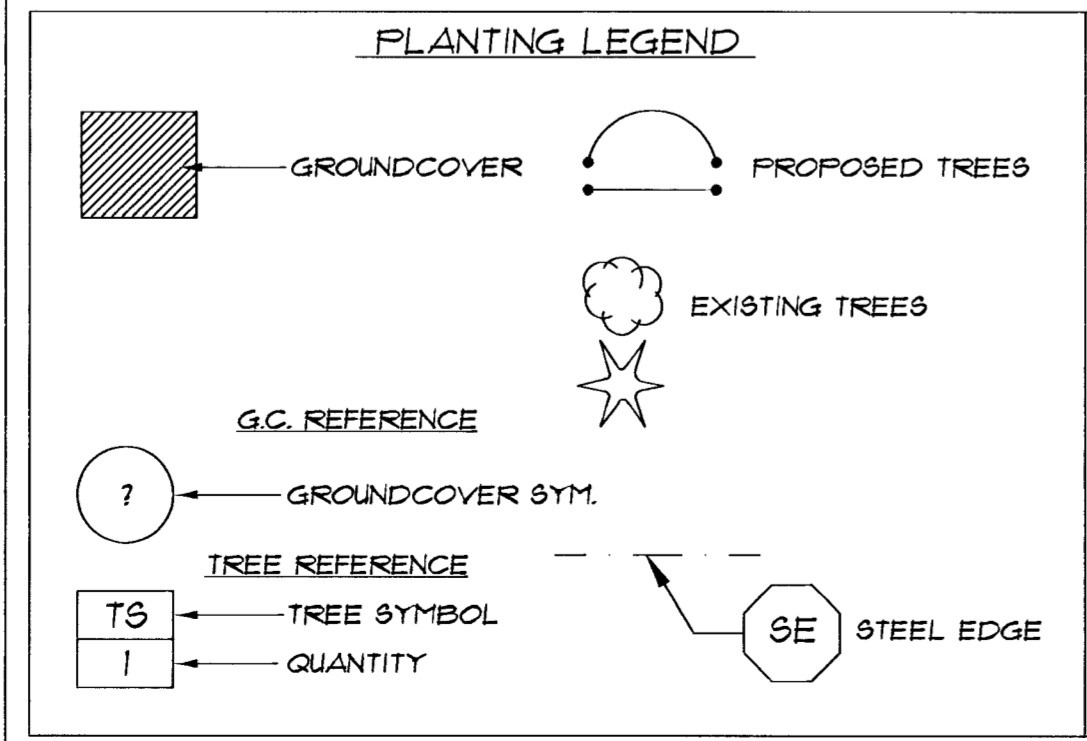 PLANTING LEGEND
GROUNDCOVER
PROPOSED TREES
EXISTING TREES
G.C. REFERENCE
?
GROUNDCOVER SYM.
TREE REFERENCE
TS
TREE SYMBOL
1
QUANTITY
SE
STEEL EDGE